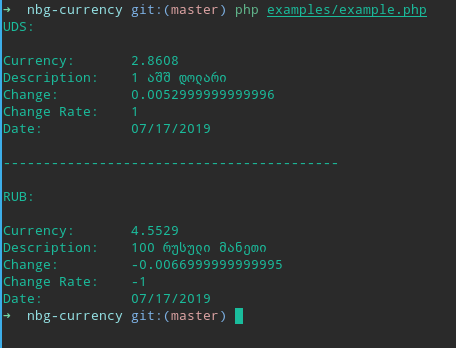 → nbg-currency git:(master) php examples/example.php
UDS:
Currency: 2.8608
Description: 1 აშშ დოლარი
Change: 0.0052999999999996
Change Rate: 1
Date: 07/17/2019
------------------------------------------
RUB:
Currency: 4.5529
Description: 100 რუსული მანეთი
Change: -0.0066999999999995
Change Rate: -1
Date: 07/17/2019
→ nbg-currency git:(master)